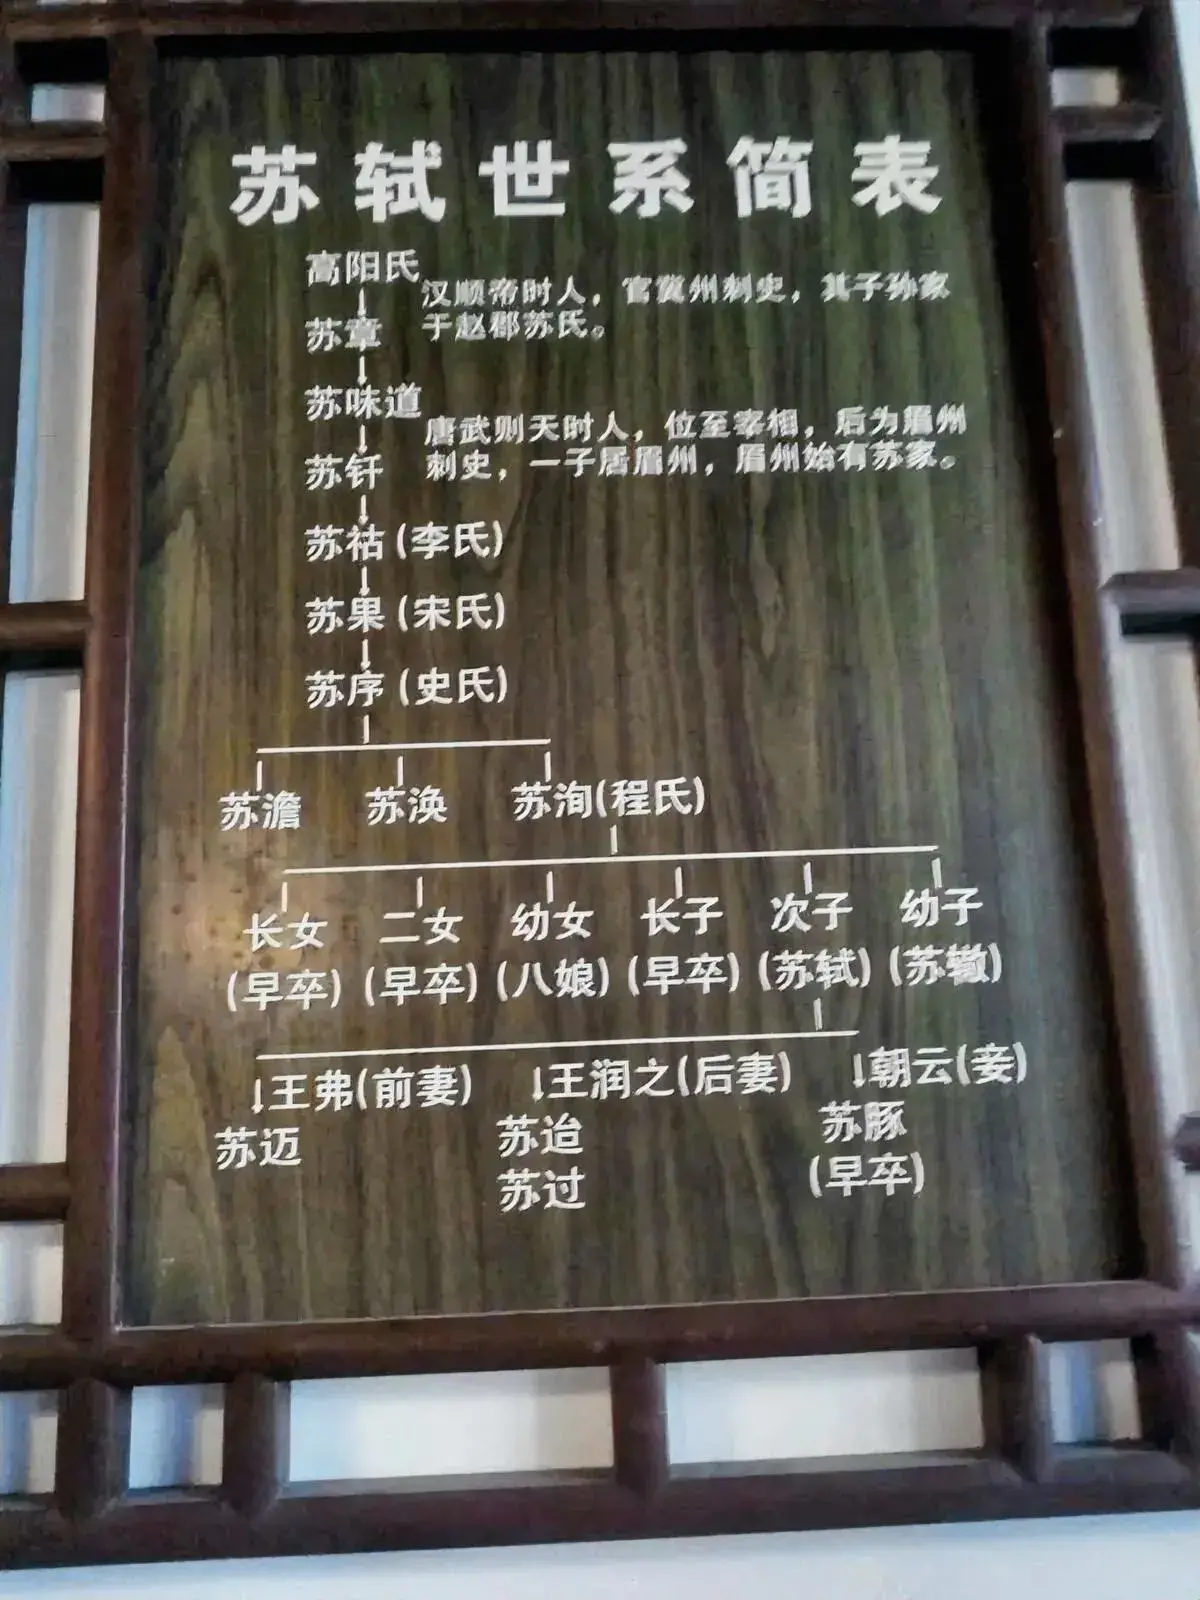 苏轼世系简表
高阳氏
汉顺帝时人，官冀州刺史，其子孙家
于赵郡苏氏。
苏章
苏味道
唐武则天时人，位至宰相，后为眉州
刺史，一子居眉州，眉州始有苏家。
苏钎
苏祜(李氏)
苏果(宋氏)
苏序(史氏)
苏澹 苏涣 苏洵(程氏)
长女 二女 幼女 长子 次子 幼子
(早卒) (早卒) (八娘) (早卒) (苏轼) (苏辙)
↓王弗(前妻) ↓王润之(后妻) ↓朝云(妾)
苏迈 苏迨 苏豚
苏过 (早卒)